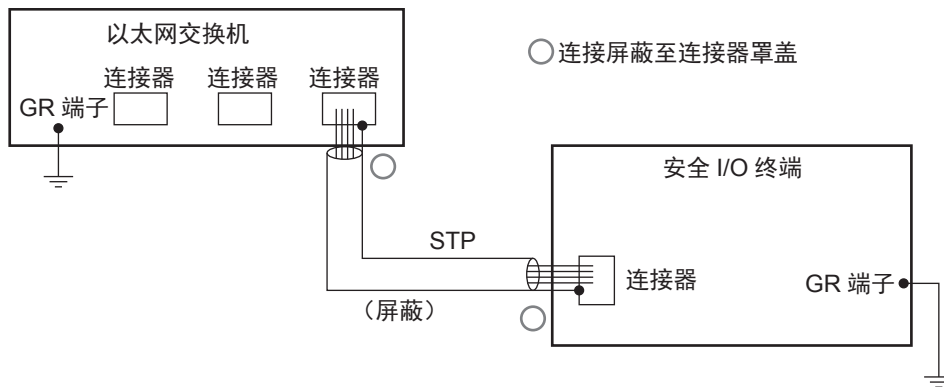 以太网交换机
连接屏蔽至连接器罩盖
连接器
连接器
连接器
GR 端子
安全 I/O 终端
STP
连接器
GR 端子
（屏蔽）